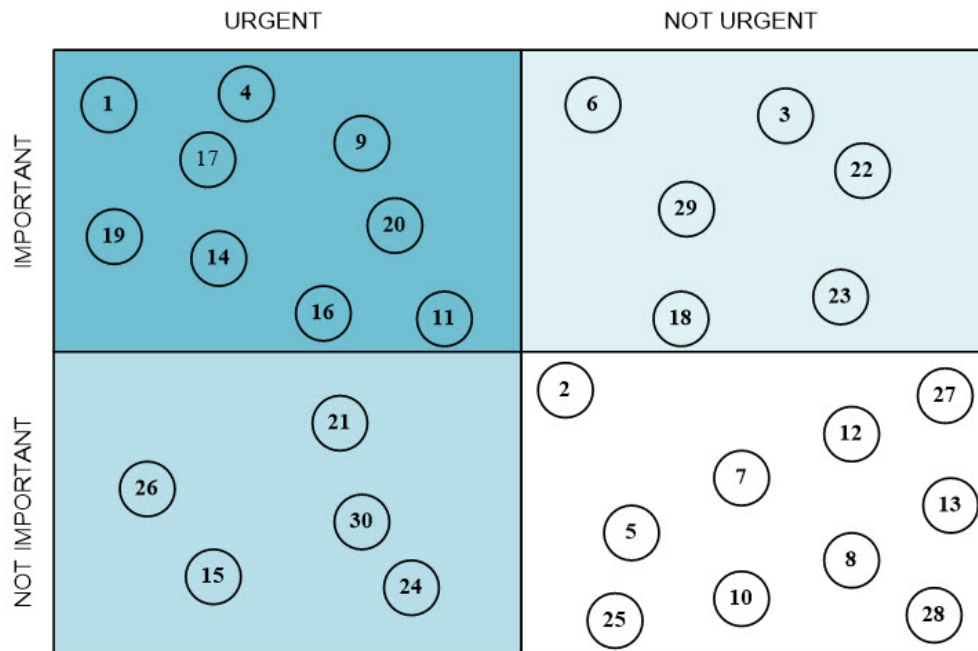 URGENT NOT URGENT
IMPORTANT
1 4 17 9 19 14 20 16 11
6 3 22 29 18 23
NOT IMPORTANT
21 26 30 15 24
2 27 12 7 13 5 8 10 25 28